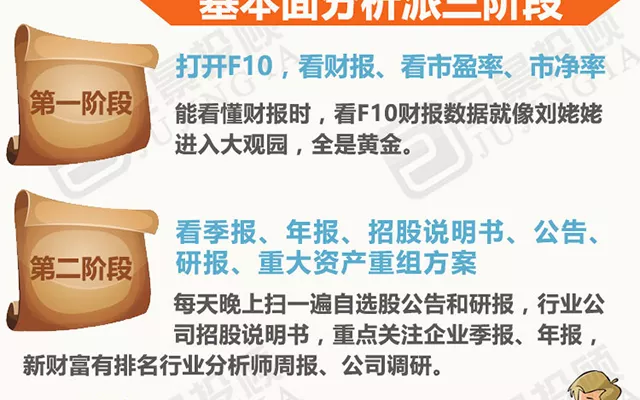 基本面分析派三阶段
第一阶段
打开F10，看财报、看市盈率、市净率
能看懂财报时，看F10财报数据就像刘姥姥
进入大观园，全是黄金。
第二阶段
看季报、年报、招股说明书、公告、
研报、重大资产重组方案
每天晚上扫一遍自选股公告和研报，行业公
司招股说明书，重点关注企业季报、年报，
新财富有排名行业分析师周报、公司调研。